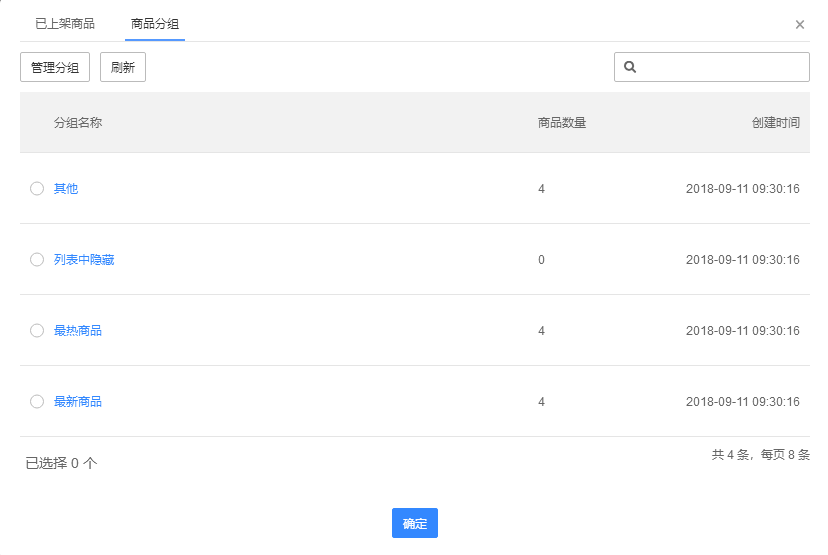 已上架商品 商品分组 ×
管理分组 刷新
分组名称 商品数量 创建时间
其他 4 2018-09-11 09:30:16
列表中隐藏 0 2018-09-11 09:30:16
最热商品 4 2018-09-11 09:30:16
最新商品 4 2018-09-11 09:30:16
已选择 0 个 共 4 条，每页 8 条
确定